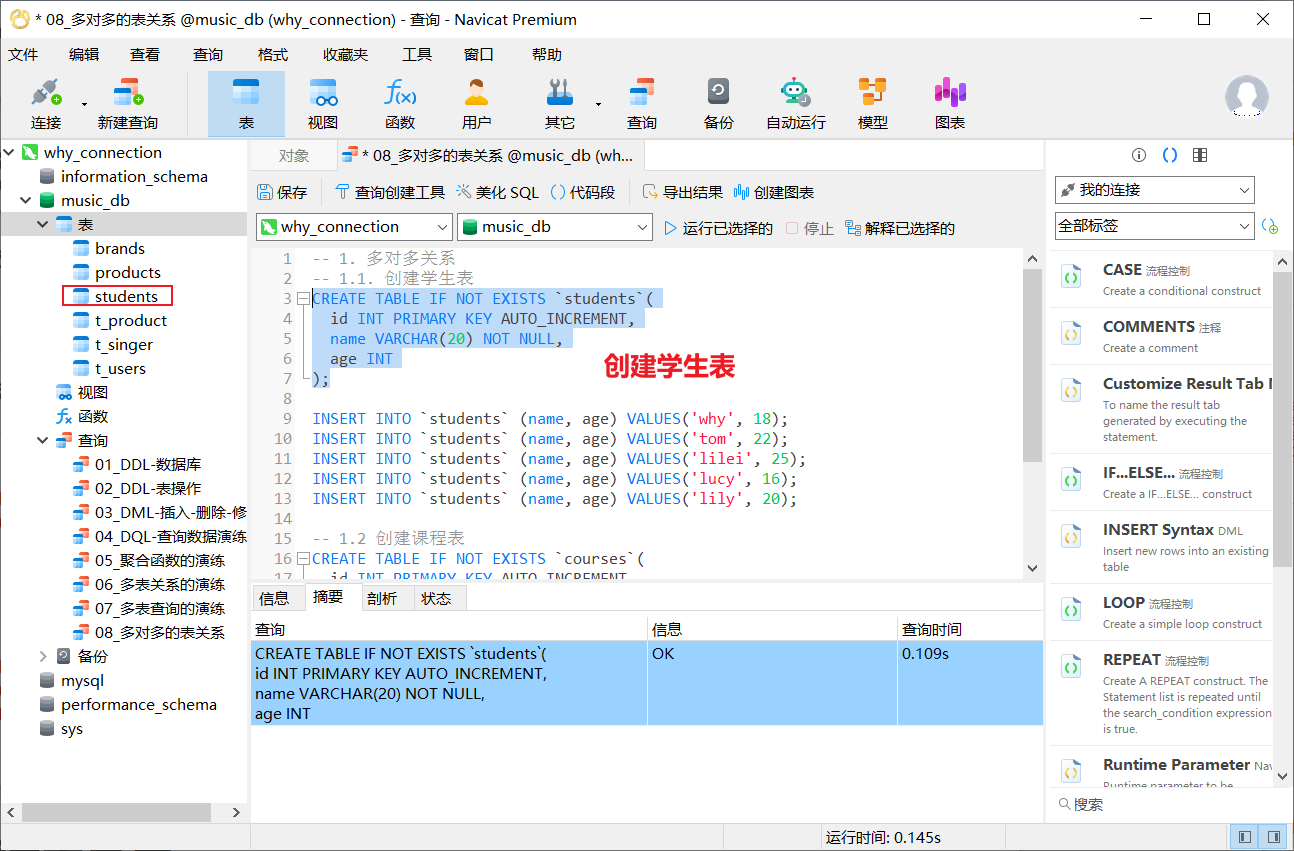 * 08_多对多的表关系 @music_db (why_connection) - 查询 - Navicat Premium
文件 编辑 查看 查询 格式 收藏夹 工具 窗口 帮助
连接 新建查询 表 视图 函数 用户 其它 查询 备份 自动运行 模型 图表
why_connection
information_schema
music_db
表
brands
products
students
t_product
t_singer
t_users
视图
函数
查询
01_DDL-数据库
02_DDL-表操作
03_DML-插入-删除-修
04_DQL-查询数据演练
05_聚合函数的演练
06_多表关系的演练
07_多表查询的演练
08_多对多的表关系
备份
mysql
performance_schema
sys
对象 * 08_多对多的表关系 @music_db (wh...
保存 查询创建工具 美化 SQL () 代码段 导出结果 创建图表
why_connection music_db 运行已选择的 停止 解释已选择的
1 -- 1. 多对多关系
2 -- 1.1. 创建学生表
3 CREATE TABLE IF NOT EXISTS `students`(
4 id INT PRIMARY KEY AUTO_INCREMENT,
5 name VARCHAR(20) NOT NULL,
6 age INT
7 );
创建学生表
8
9 INSERT INTO `students` (name, age) VALUES('why', 18);
10 INSERT INTO `students` (name, age) VALUES('tom', 22);
11 INSERT INTO `students` (name, age) VALUES('lilei', 25);
12 INSERT INTO `students` (name, age) VALUES('lucy', 16);
13 INSERT INTO `students` (name, age) VALUES('lily', 20);
14
15 -- 1.2 创建课程表
16 CREATE TABLE IF NOT EXISTS `courses`(
17 id INT PRIMARY KEY AUTO_INCREMENT
信息 摘要 剖析 状态
查询 信息 查询时间
CREATE TABLE IF NOT EXISTS `students`( OK 0.109s
id INT PRIMARY KEY AUTO_INCREMENT,
name VARCHAR(20) NOT NULL,
age INT
我的连接
全部标签
CASE 流程控制
Create a conditional construct
COMMENTS 注释
Create a comment
Customize Result Tab
To name the result tab
generated by executing the
statement.
IF...ELSE... 流程控制
Create a IF...ELSE... construct
INSERT Syntax DML
Insert new rows into an existing
table
LOOP 流程控制
Create a simple loop construct
REPEAT 流程控制
Create A REPEAT construct. The
Statement list is repeated until
the search_condition expression
is true.
Runtime Parameter Nav
Runtime parameter to be
搜索
运行时间: 0.145s